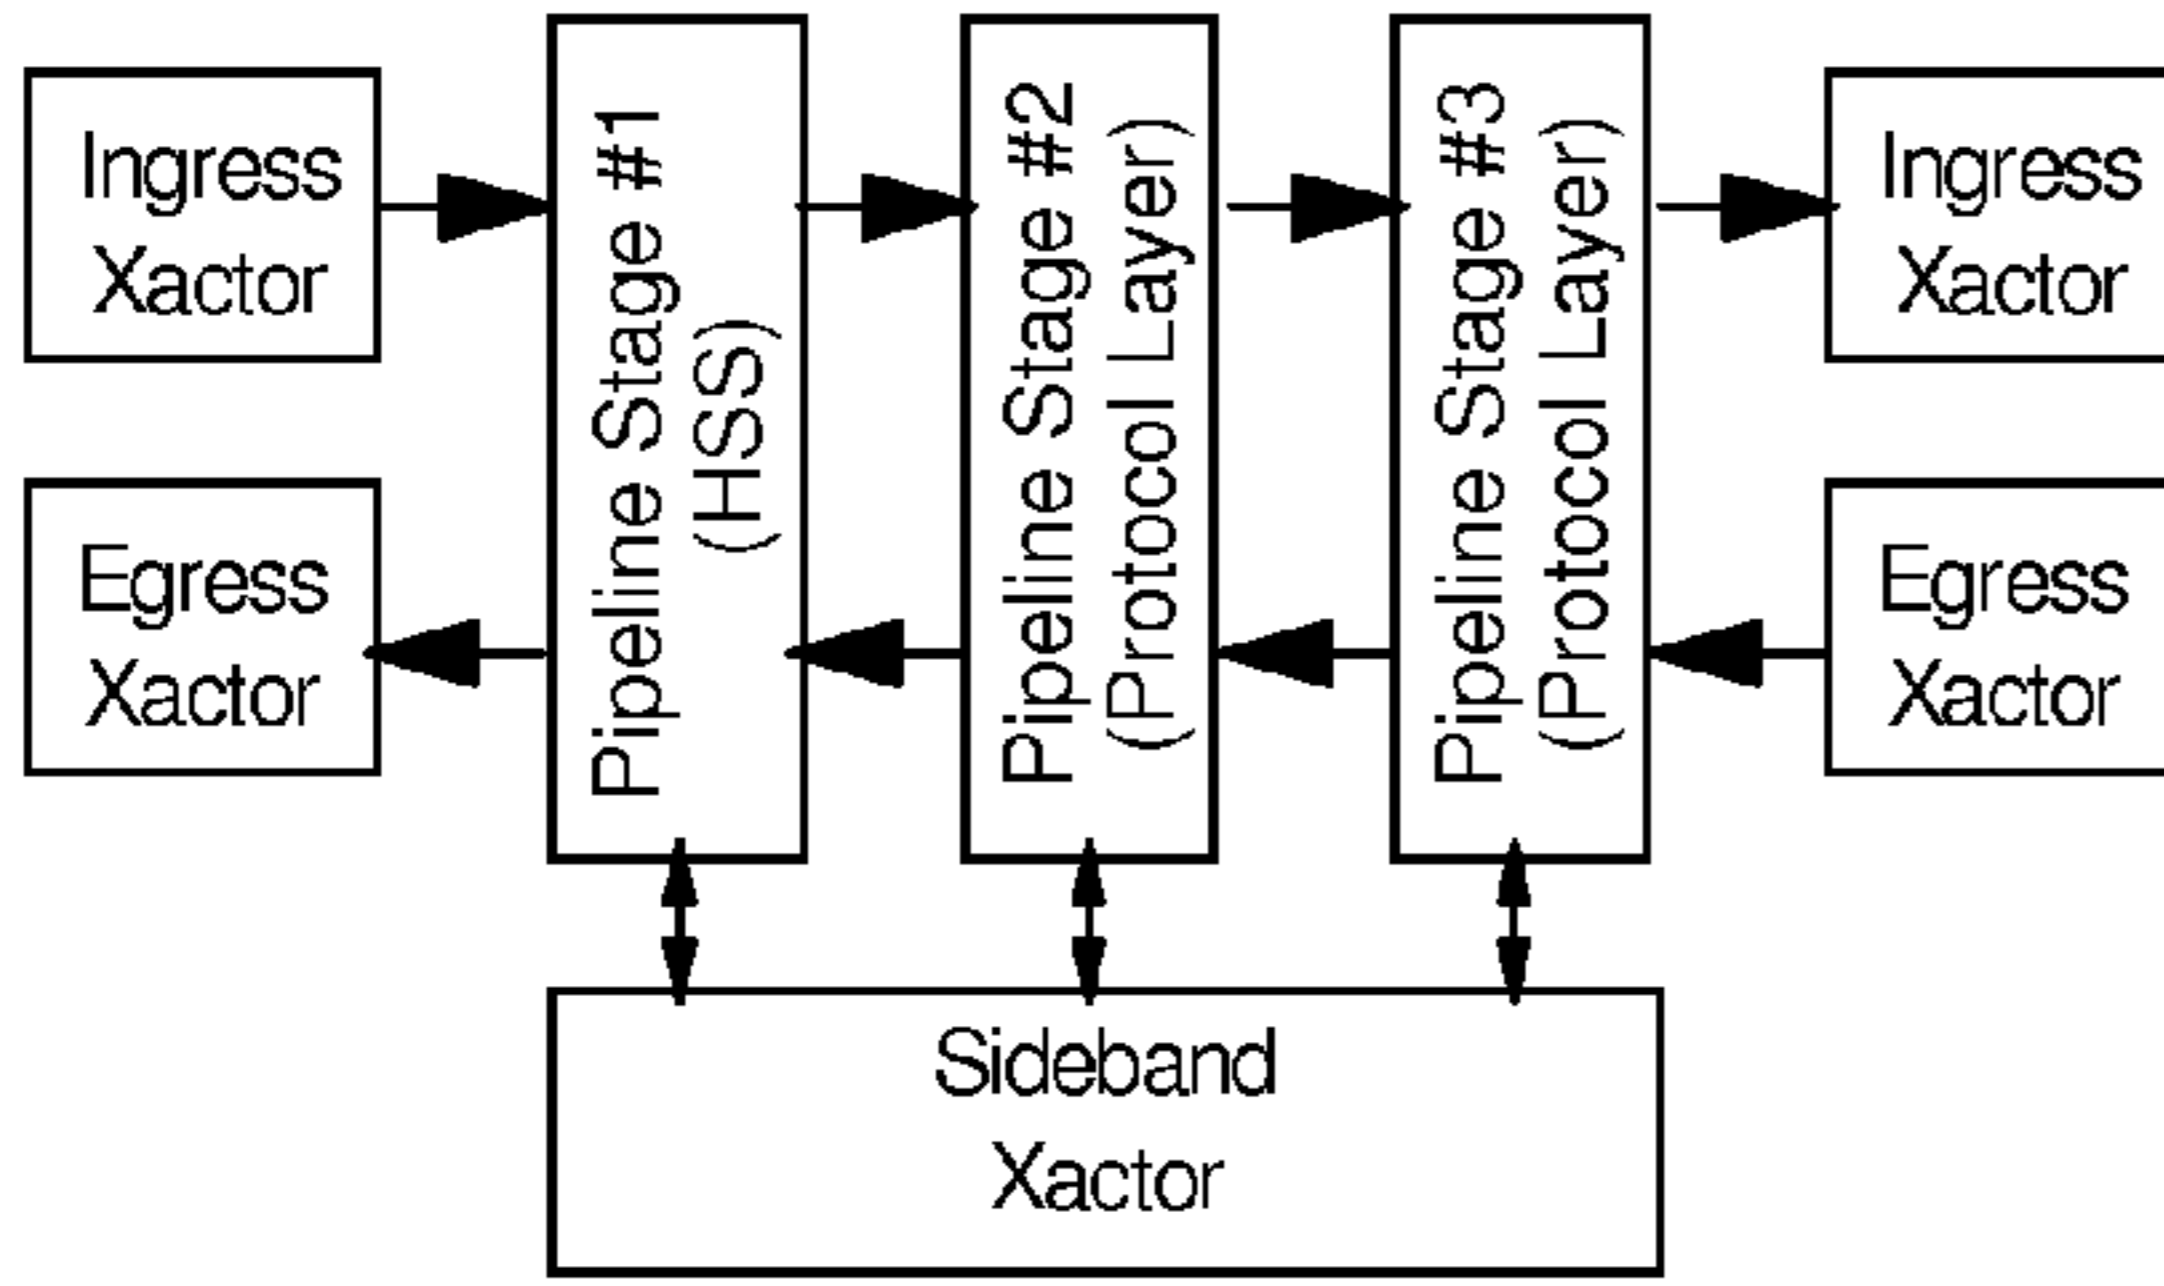 Ingress
Xactor
Egress
Xactor
Pipeline Stage #1
(HSS)
Pipeline Stage #2
(Protocol Layer)
Pipeline Stage #3
(Protocol Layer)
Ingress
Xactor
Egress
Xactor
Sideband
Xactor